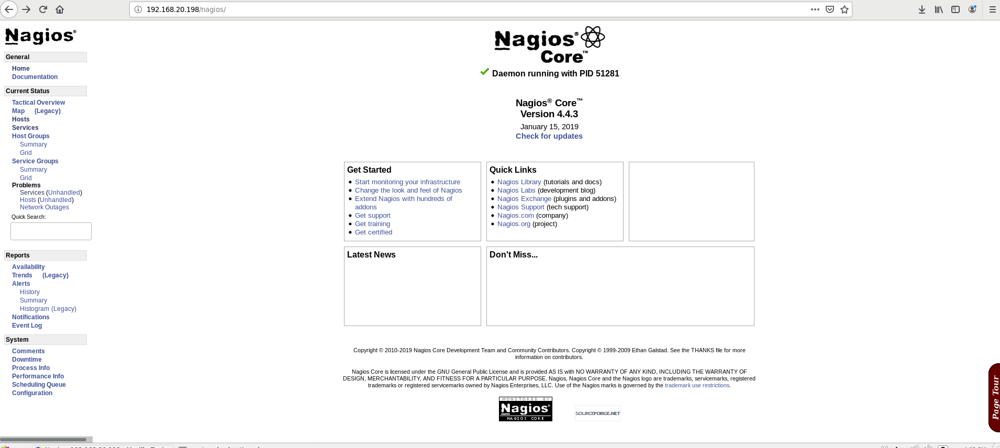 192.168.20.198/nagios/
Nagios®
General
Home
Documentation
Current Status
Tactical Overview
Map (Legacy)
Hosts
Services
Host Groups
Summary
Grid
Service Groups
Summary
Grid
Problems
Services (Unhandled)
Hosts (Unhandled)
Network Outages
Quick Search:
Reports
Availability
Trends (Legacy)
Alerts
History
Summary
Histogram (Legacy)
Notifications
Event Log
System
Comments
Downtime
Process Info
Performance Info
Scheduling Queue
Configuration
Nagios®
Core™
Daemon running with PID 51281
Nagios® Core™
Version 4.4.3
January 15, 2019
Check for updates
Get Started
Start monitoring your infrastructure
Change the look and feel of Nagios
Extend Nagios with hundreds of
addons
Get support
Get training
Get certified
Quick Links
Nagios Library (tutorials and docs)
Nagios Labs (development blog)
Nagios Exchange (plugins and addons)
Nagios Support (tech support)
Nagios.com (company)
Nagios.org (project)
Latest News
Don't Miss...
Copyright © 2010-2019 Nagios Core Development Team and Community Contributors. Copyright © 1999-2009 Ethan Galstad. See the THANKS file for more
information on contributors.
Nagios Core is licensed under the GNU General Public License and is provided AS IS with NO WARRANTY OF ANY KIND, INCLUDING THE WARRANTY OF
DESIGN, MERCHANTABILITY, AND FITNESS FOR A PARTICULAR PURPOSE. Nagios, Nagios Core and the Nagios logo are trademarks, servicemarks, registered
trademarks or registered servicemarks owned by Nagios Enterprises, LLC. Use of the Nagios marks is governed by the trademark use restrictions.
MONITORED BY
Nagios®
NAGIOS CORE
SOURCEFORGE.NET
Page Tour